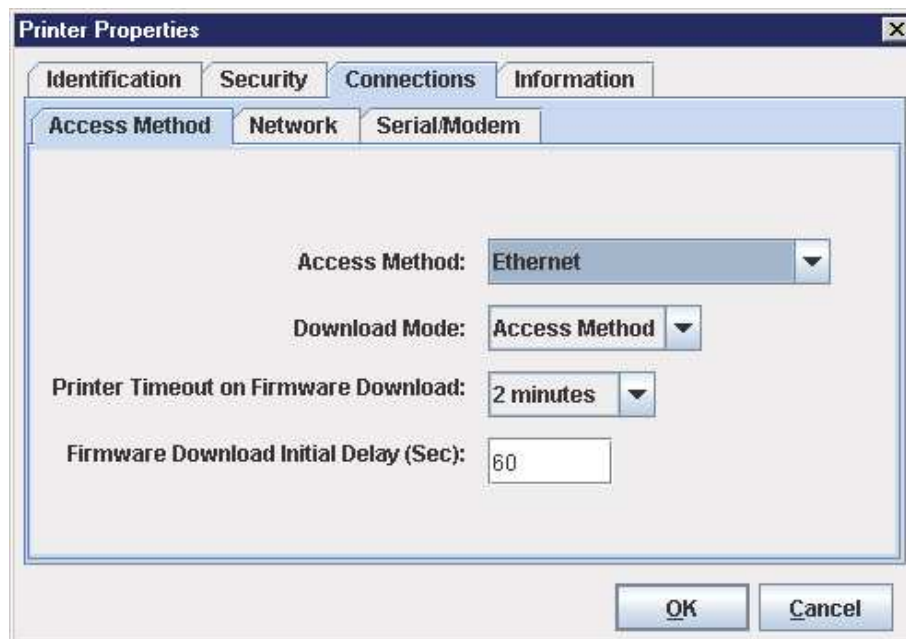 Printer Properties
Identification Security Connections Information
Access Method Network Serial/Modem
Access Method: Ethernet
Download Mode: Access Method
Printer Timeout on Firmware Download: 2 minutes
Firmware Download Initial Delay (Sec): 60
OK Cancel